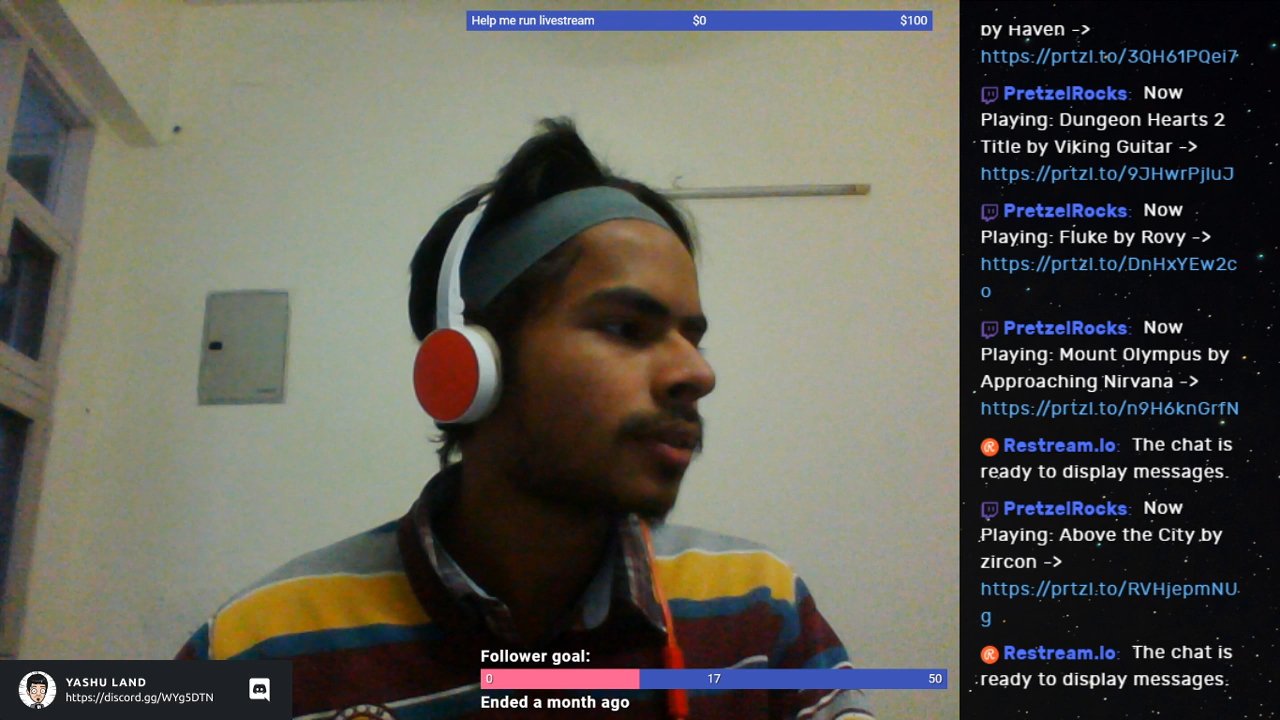 Help me run livestream $0 $100
by Haven ->
https://prtzl.to/3QH61PQei7
PretzelRocks: Now
Playing: Dungeon Hearts 2
Title by Viking Guitar ->
https://prtzl.to/9JHwrPjIuJ
PretzelRocks: Now
Playing: Fluke by Rovy ->
https://prtzl.to/DnHxYEw2c
o
PretzelRocks: Now
Playing: Mount Olympus by
Approaching Nirvana ->
https://prtzl.to/n9H6knGrfN
Restream.io: The chat is
ready to display messages.
PretzelRocks: Now
Playing: Above the City by
zircon ->
https://prtzl.to/RVHjepmNU
g
Restream.io: The chat is
ready to display messages.
Follower goal:
0 17 50
Ended a month ago
YASHU LAND
https://discord.gg/WYg5DTN